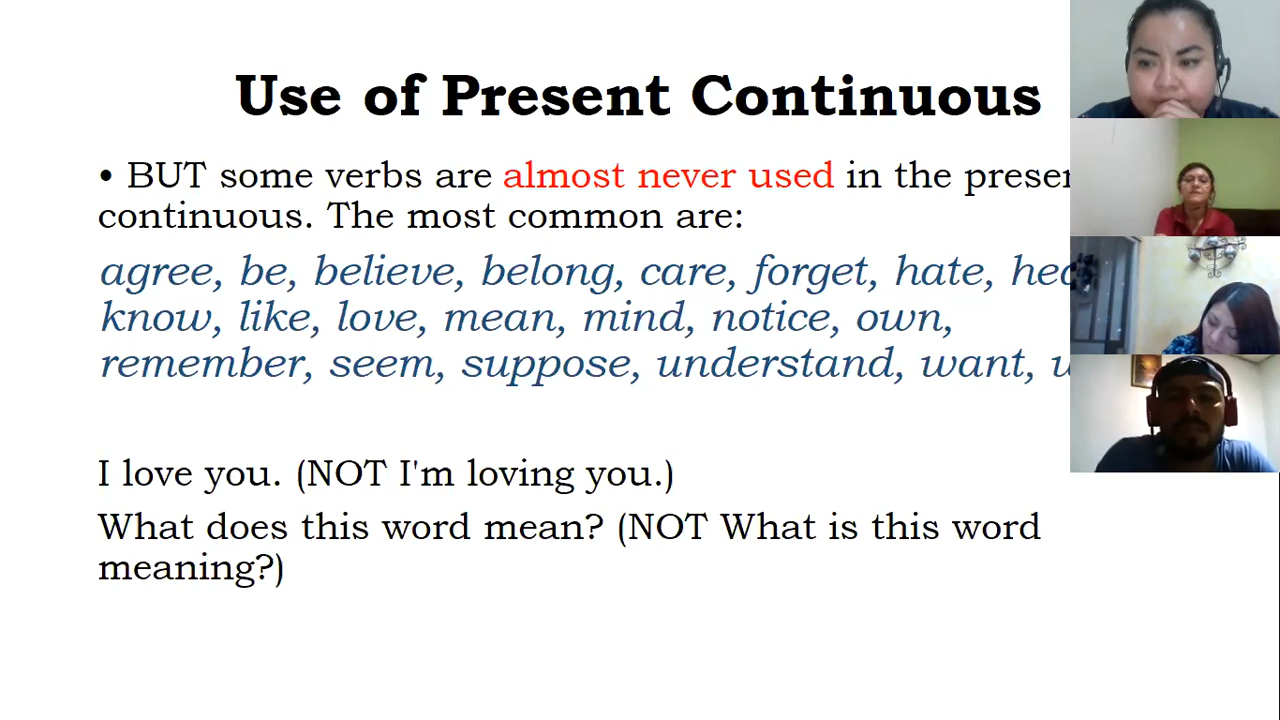 Use of Present Continuous
• BUT some verbs are almost never used in the
continuous. The most common are:
agree, be, believe, belong, care, forget, hate,
know, like, love, mean, mind, notice, own,
remember, seem, suppose, understand, want,
I love you. (NOT I'm loving you.)
What does this word mean? (NOT What is this word
meaning?)